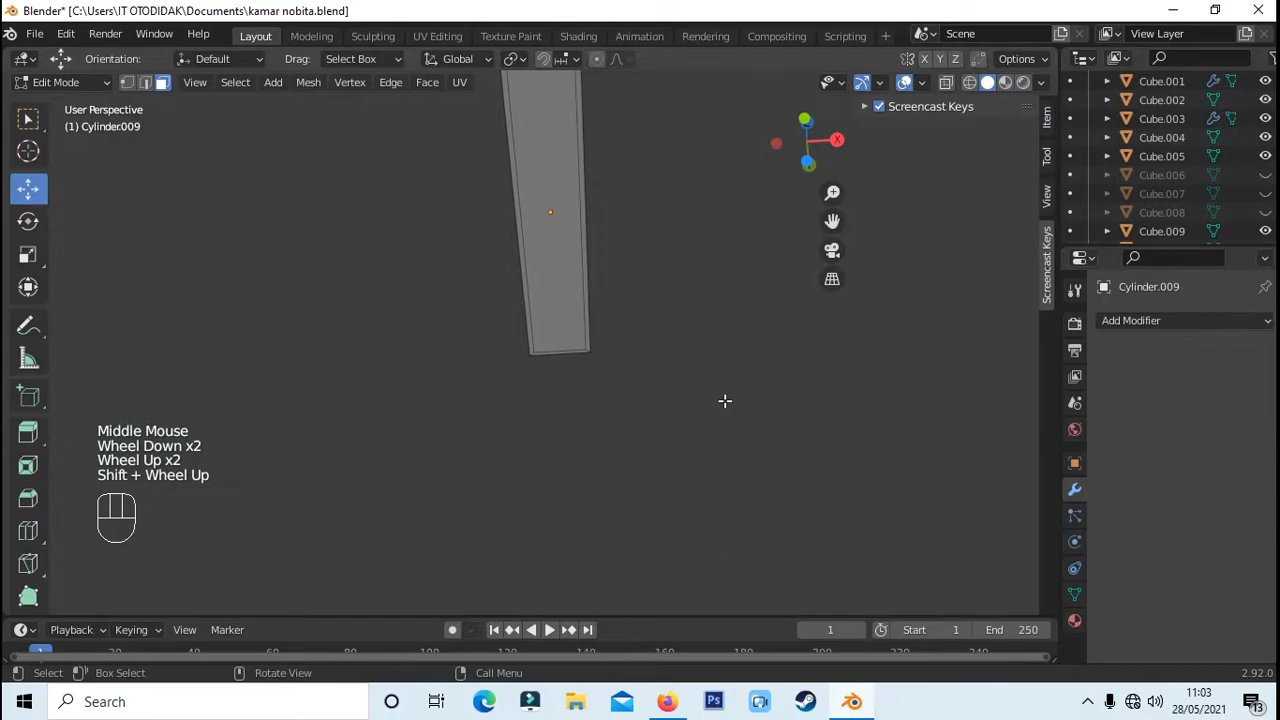 Blender* [C:\Users\IT OTODIDAK\Documents\kamar nobita.blend]
File Edit Render Window Help Layout Modeling Sculpting UV Editing Texture Paint Shading Animation Rendering Compositing Scripting Scene View Layer
Orientation: Default Drag: Select Box Global X Y Z Options
Edit Mode View Select Add Mesh Vertex Edge Face UV
User Perspective
(1) Cylinder.009
Screencast Keys
X
Item
Tool
View
Screencast Keys
Cube.001
Cube.002
Cube.003
Cube.004
Cube.005
Cube.006
Cube.007
Cube.008
Cube.009
Cylinder.009
Add Modifier
Middle Mouse
Wheel Down x2
Wheel Up x2
Shift + Wheel Up
Playback Keying View Marker 1 Start 1 End 250
Select Box Select Rotate View Call Menu 2.92.0
Search Ps 11:03
28/05/2021 13